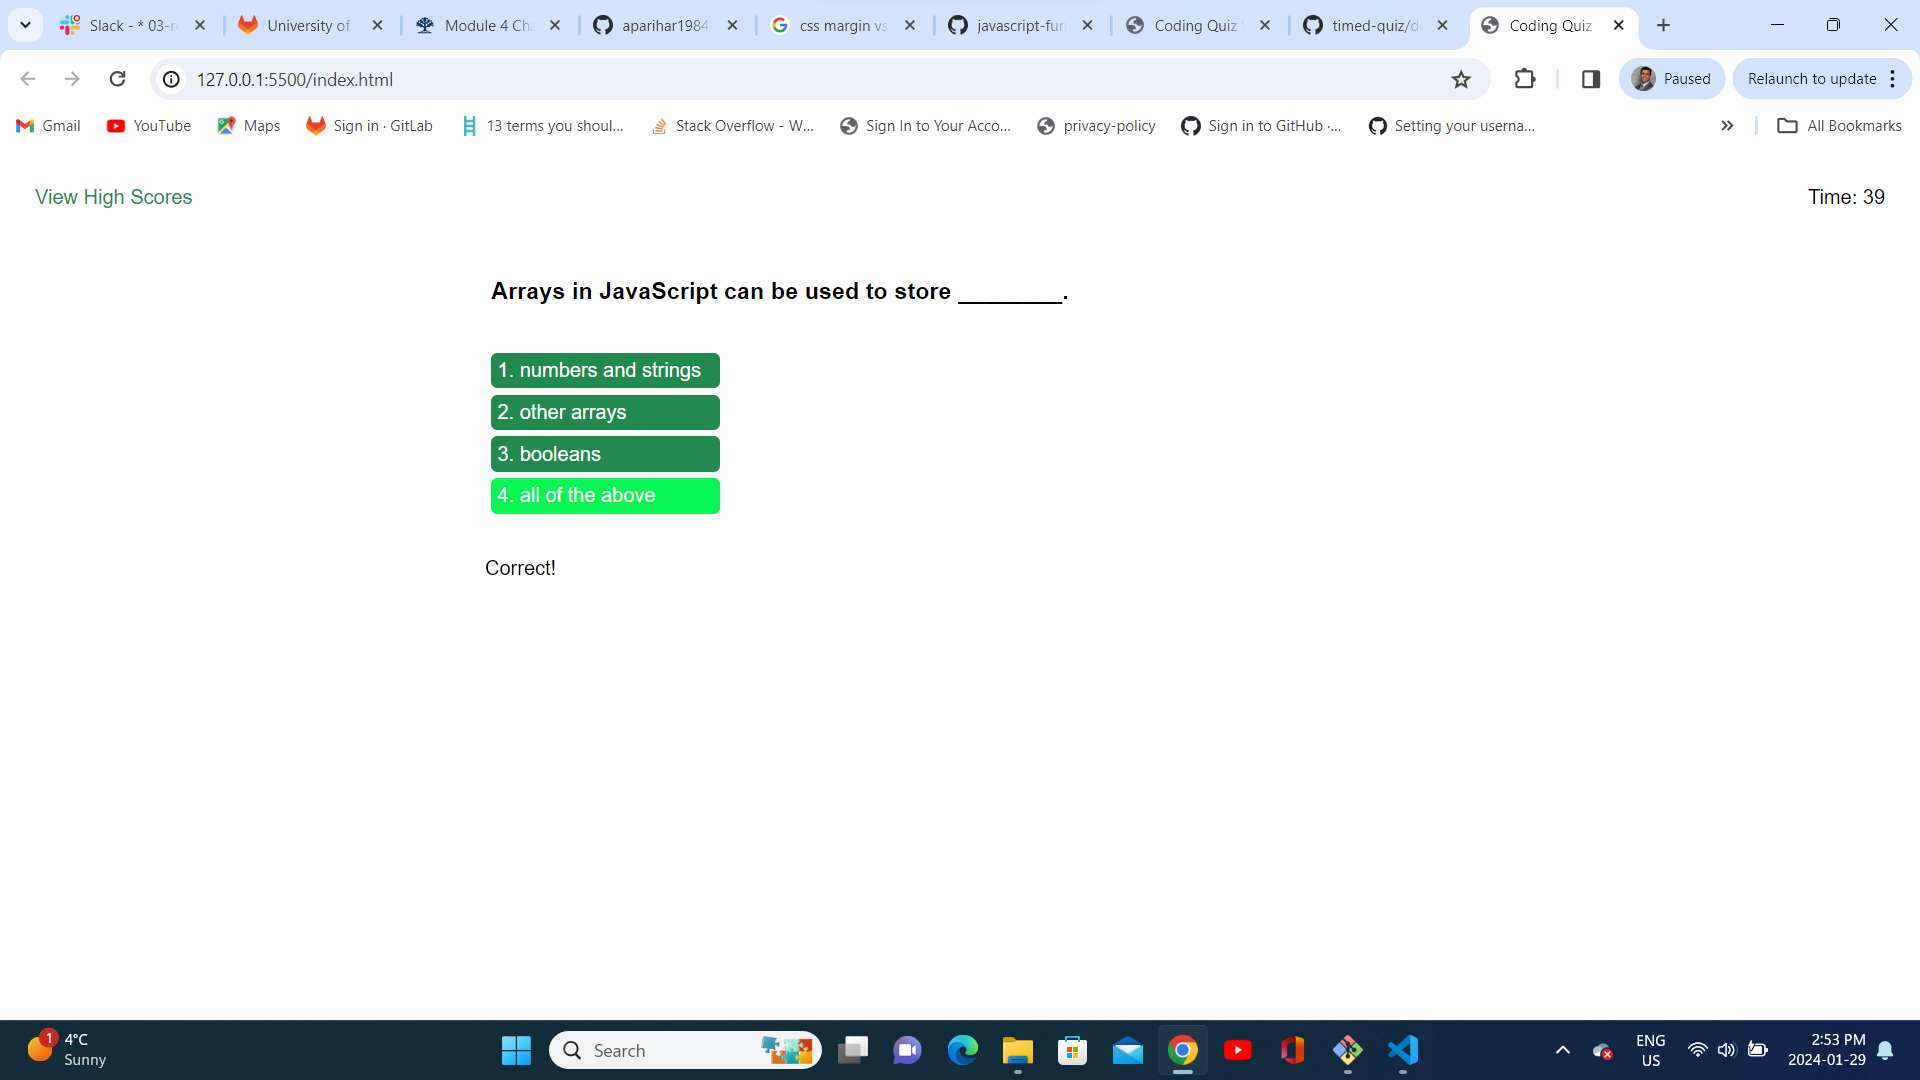 Slack - * 03-r
University of
Module 4 Cha
aparihar1984
css margin vs
javascript-fun
Coding Quiz
timed-quiz/d
Coding Quiz
127.0.0.1:5500/index.html
Paused
Relaunch to update
Gmail
YouTube
Maps
Sign in · GitLab
13 terms you shoul...
Stack Overflow - W...
Sign In to Your Acco...
privacy-policy
Sign in to GitHub ·...
Setting your userna...
All Bookmarks
View High Scores
Time: 39
Arrays in JavaScript can be used to store ________.
1. numbers and strings
2. other arrays
3. booleans
4. all of the above
Correct!
1
4°C
Sunny
Search
ENG
US
2:53 PM
2024-01-29